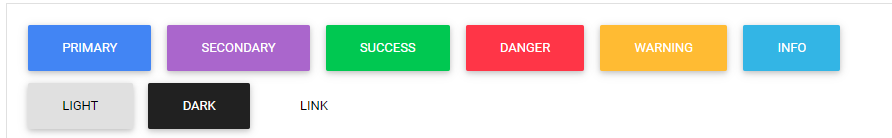 PRIMARY SECONDARY SUCCESS DANGER WARNING INFO
LIGHT DARK LINK